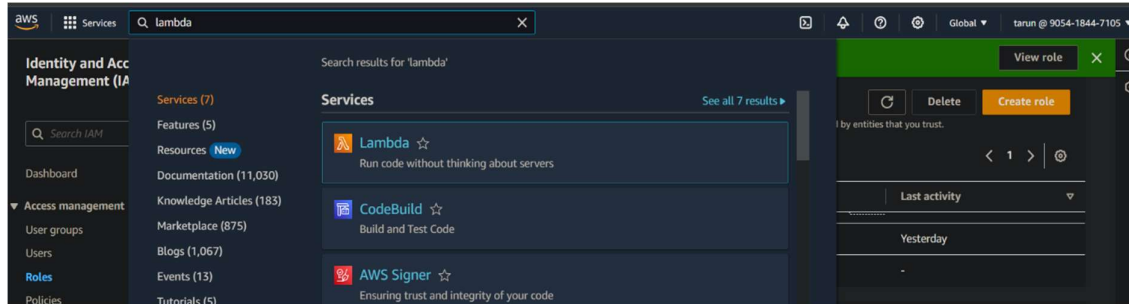 aws
Services
lambda
Global
tarun @ 9054-1844-7105
Identity and Acc
Management (IA
Search IAM
Dashboard
Access management
User groups
Users
Roles
Policies
Search results for 'lambda'
Services (7)
Features (5)
Resources New
Documentation (11,030)
Knowledge Articles (183)
Marketplace (875)
Blogs (1,067)
Events (13)
Tutorials (5)
Services
See all 7 results
Lambda
Run code without thinking about servers
CodeBuild
Build and Test Code
AWS Signer
Ensuring trust and integrity of your code
View role
Delete
Create role
l by entities that you trust.
1
Last activity
Yesterday
-